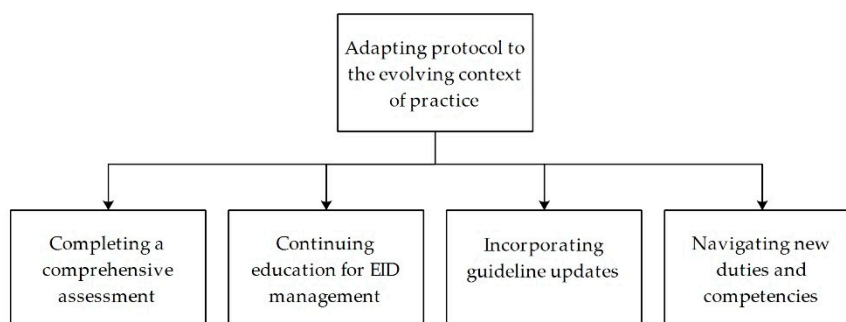 Adapting protocol to
the evolving context
of practice
Completing a
comprehensive
assessment
Continuing
education for EID
management
Incorporating
guideline updates
Navigating new
duties and
competencies